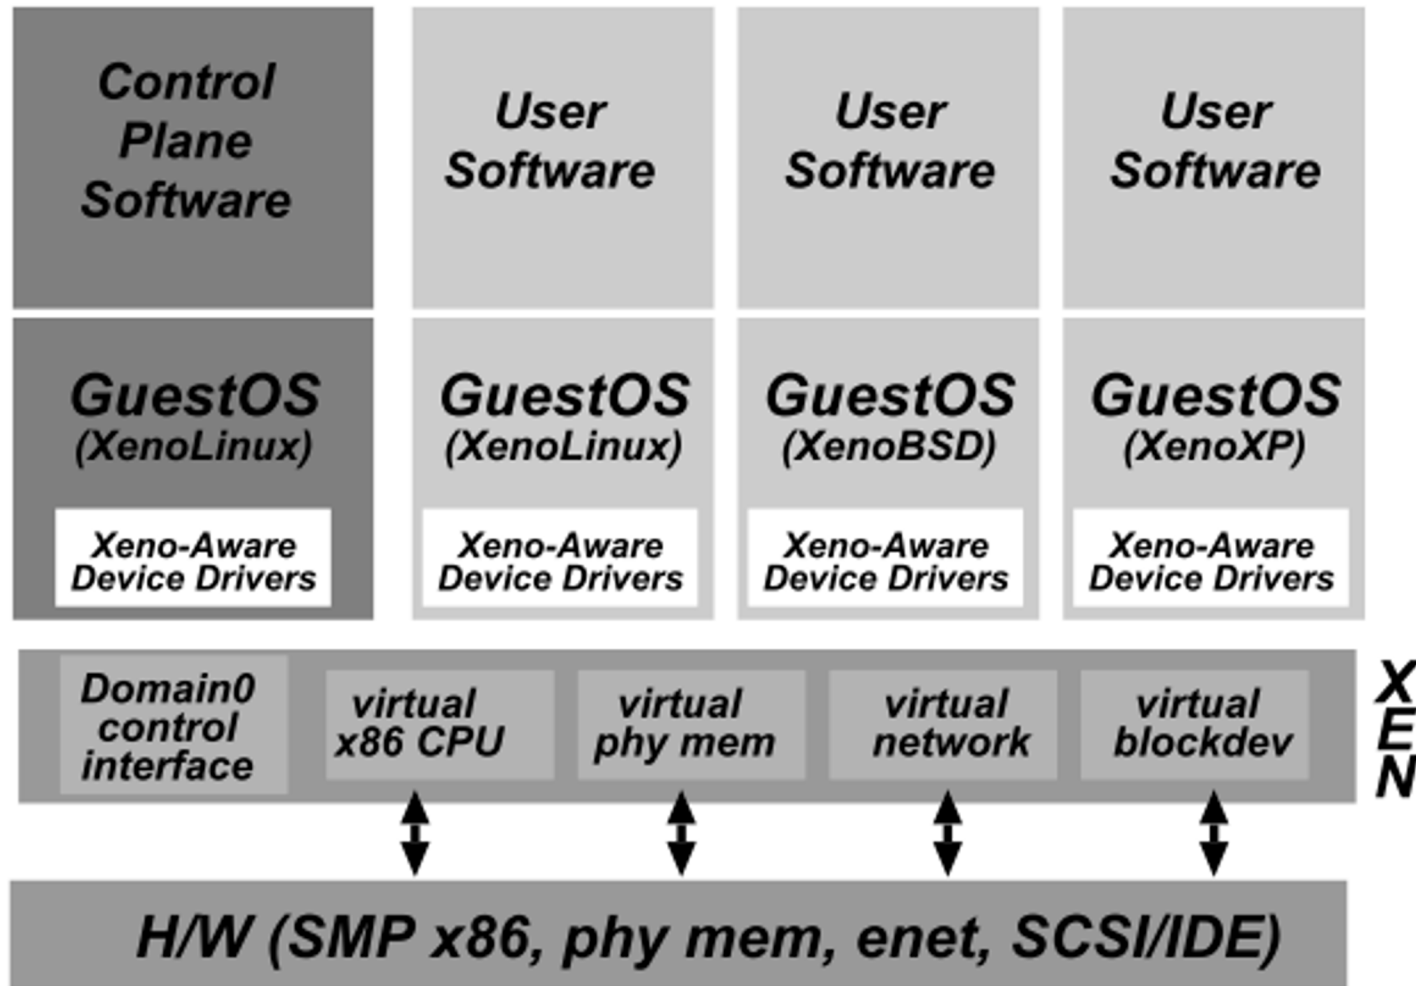 Control
Plane
Software
User
Software
User
Software
User
Software
GuestOS
(XenoLinux)
Xeno-Aware
Device Drivers
GuestOS
(XenoLinux)
Xeno-Aware
Device Drivers
GuestOS
(XenoBSD)
Xeno-Aware
Device Drivers
GuestOS
(XenoXP)
Xeno-Aware
Device Drivers
Domain0
control
interface
virtual
x86 CPU
virtual
phy mem
virtual
network
virtual
blockdev
X
E
N
H/W (SMP x86, phy mem, enet, SCSI/IDE)